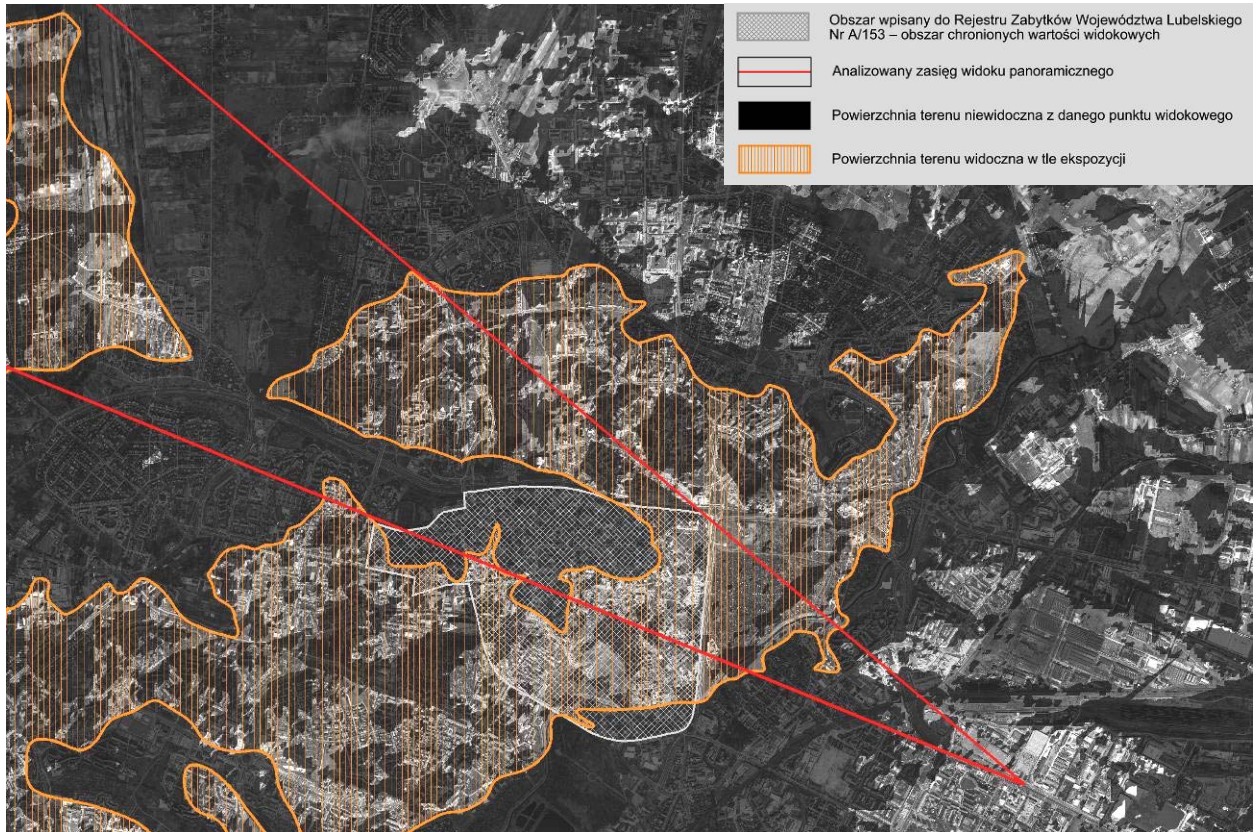 Obszar wpisany do Rejestru Zabytków Województwa Lubelskiego
Nr A/153 – obszar chronionych wartości widokowych
Analizowany zasięg widoku panoramicznego
Powierzchnia terenu niewidoczna z danego punktu widokowego
Powierzchnia terenu widoczna w tle ekspozycji